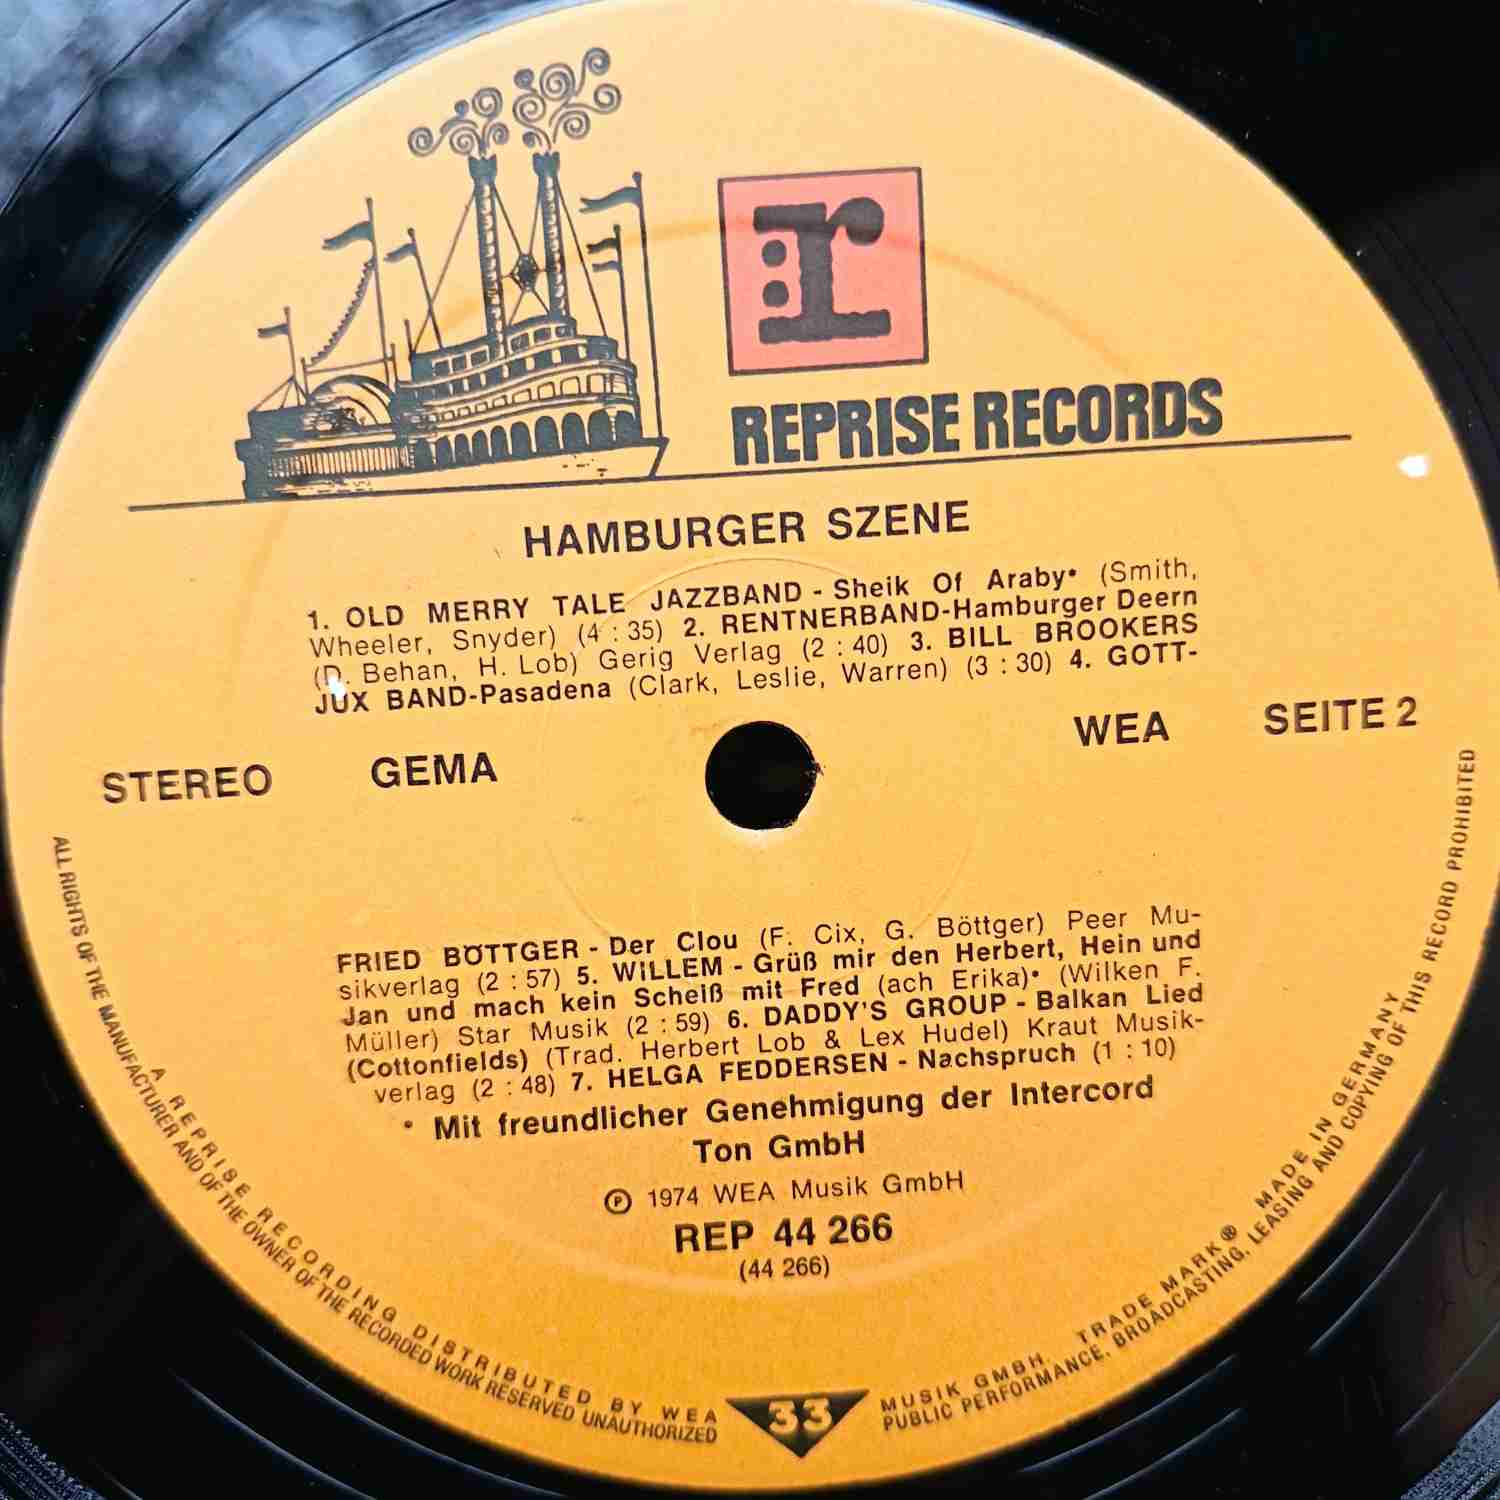 r:
REPRISE RECORDS
HAMBURGER SZENE
1. OLD MERRY TALE JAZZBAND - Sheik Of Araby• (Smith,
Wheeler, Snyder) (4 : 35) 2. RENTNERBAND-Hamburger Deern
(D. Behan, H. Lob) Gerig Verlag (2 : 40) 3. BILL BROOKERS
JUX BAND-Pasadena (Clark, Leslie, Warren) (3 : 30) 4. GOTT-
STEREO GEMA WEA SEITE 2
FRIED BÖTTGER - Der Clou (F. Cix, G. Böttger) Peer Mu-
sikverlag (2 : 57) 5. WILLEM - Grüß mir den Herbert, Hein und
Jan und mach kein Scheiß mit Fred (ach Erika)• (Wilken F.
Müller) Star Musik (2 : 59) 6. DADDY'S GROUP - Balkan Lied
(Cottonfields) (Trad. Herbert Lob & Lex Hudel) Kraut Musik-
verlag (2 : 48) 7. HELGA FEDDERSEN - Nachspruch (1 : 10)
• Mit freundlicher Genehmigung der Intercord
Ton GmbH
Ⓟ 1974 WEA Musik GmbH
REP 44 266
(44 266)
A REPRISE RECORDING DISTRIBUTED BY WEA MUSIK GMBH TRADE MARK® MADE IN GERMANY
ALL RIGHTS OF THE MANUFACTURER AND OF THE OWNER OF THE RECORDED WORK RESERVED UNAUTHORIZED PUBLIC PERFORMANCE, BROADCASTING, LEASING AND COPYING OF THIS RECORD PROHIBITED
33